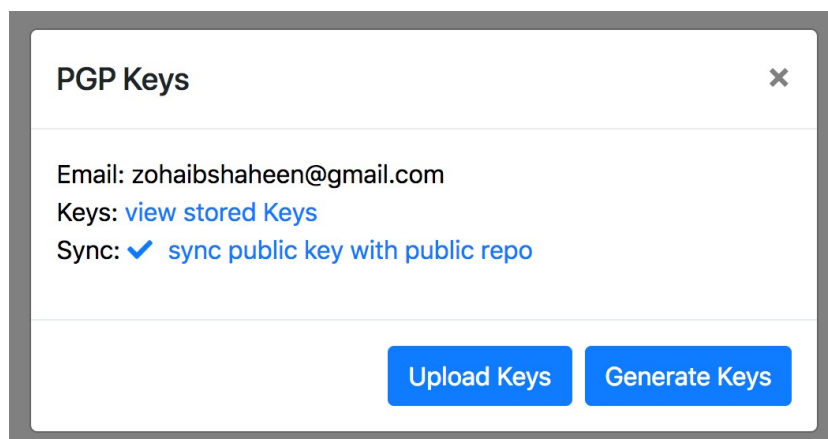 PGP Keys
Email: zohaibshaheen@gmail.com
Keys: view stored Keys
Sync: ✓ sync public key with public repo
Upload Keys Generate Keys